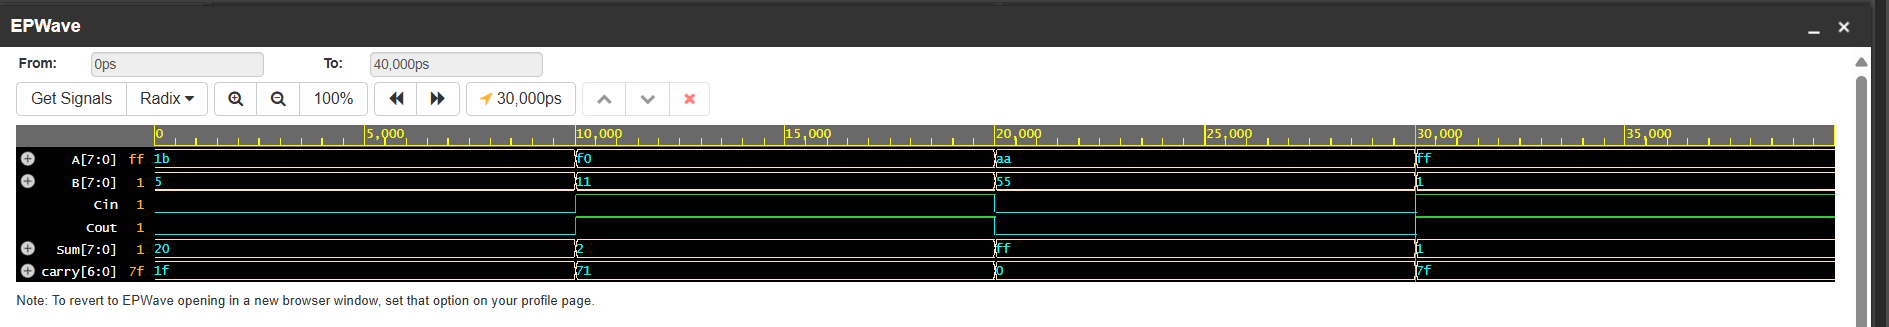 EPWave
From: 0ps To: 40,000ps
Get Signals Radix 100% 30,000ps
0 5,000 10,000 15,000 20,000 25,000 30,000 35,000
A[7:0] ff 1b f0 aa ff
B[7:0] 1 5 11 55 1
Cin 1
Cout 1
Sum[7:0] 1 20 2 ff 1
carry[6:0] 7f 1f 71 0 7f
Note: To revert to EPWave opening in a new browser window, set that option on your profile page.